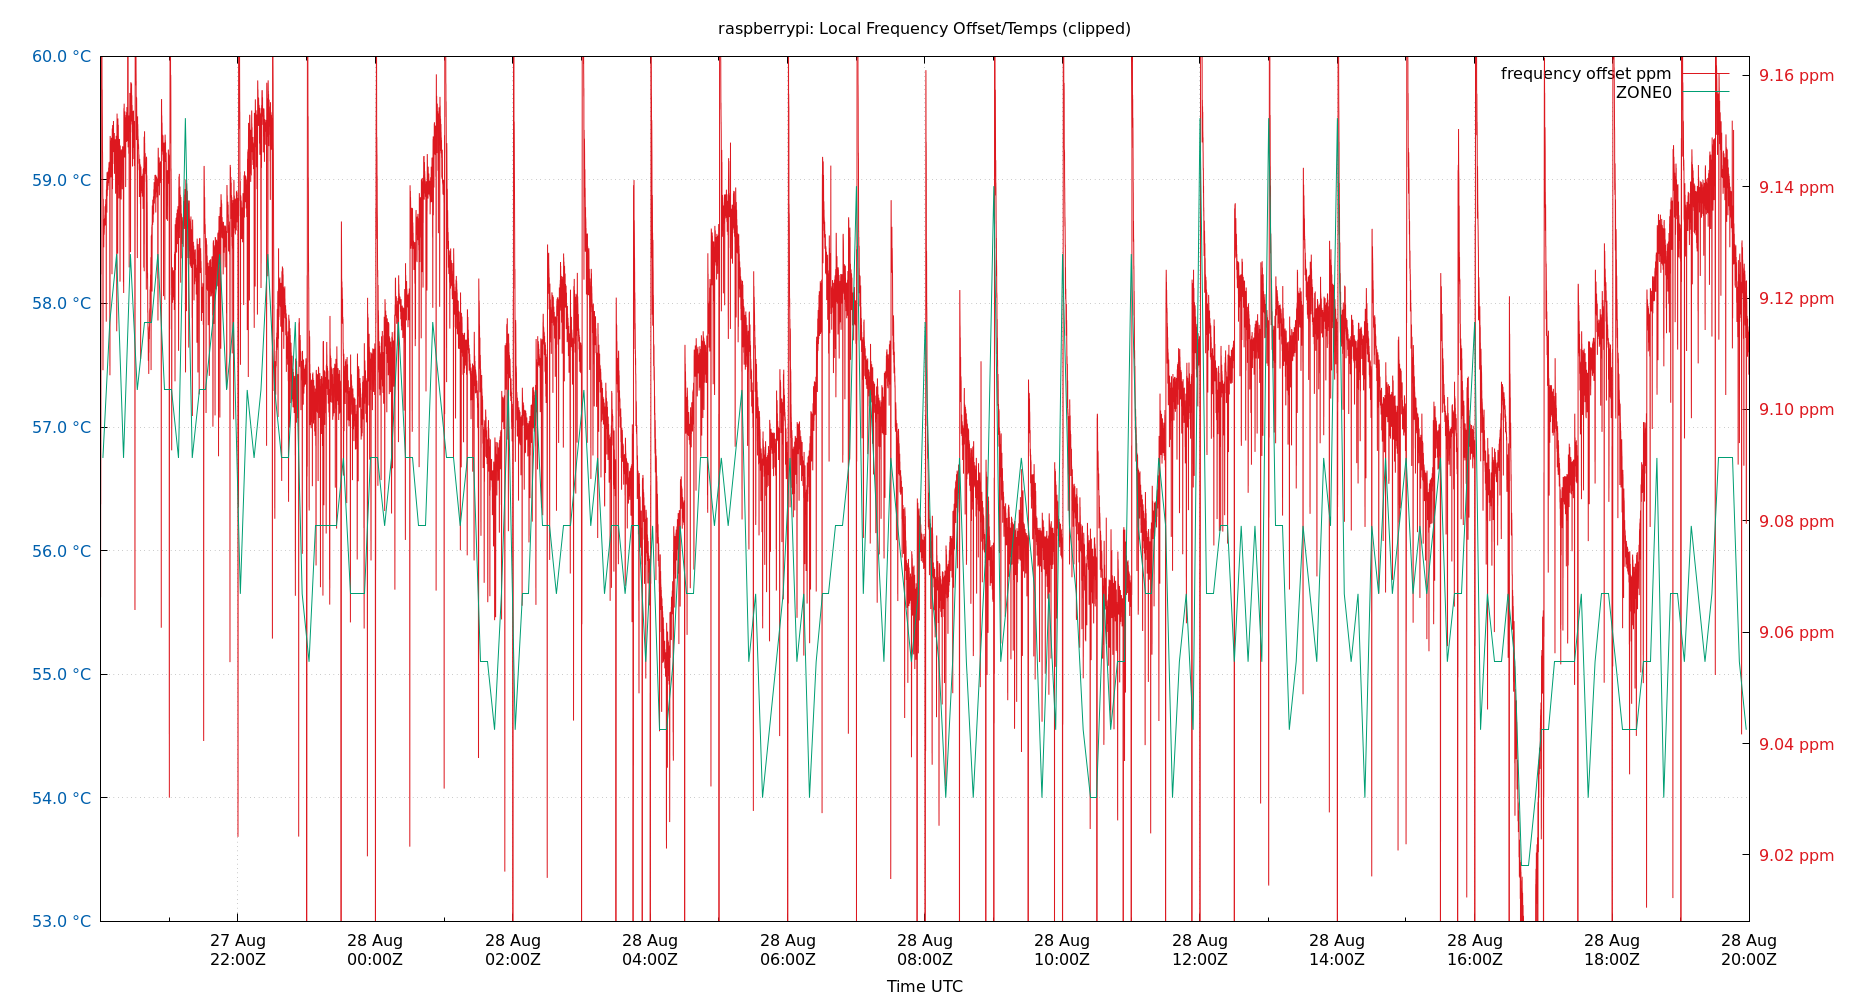 raspberrypi: Local Frequency Offset/Temps (clipped)
60.0 °C
59.0 °C
58.0 °C
57.0 °C
56.0 °C
55.0 °C
54.0 °C
53.0 °C
frequency offset ppm
ZONE0
9.16 ppm
9.14 ppm
9.12 ppm
9.10 ppm
9.08 ppm
9.06 ppm
9.04 ppm
9.02 ppm
27 Aug
22:00Z
28 Aug
00:00Z
28 Aug
02:00Z
28 Aug
04:00Z
28 Aug
06:00Z
28 Aug
08:00Z
28 Aug
10:00Z
28 Aug
12:00Z
28 Aug
14:00Z
28 Aug
16:00Z
28 Aug
18:00Z
28 Aug
20:00Z
Time UTC